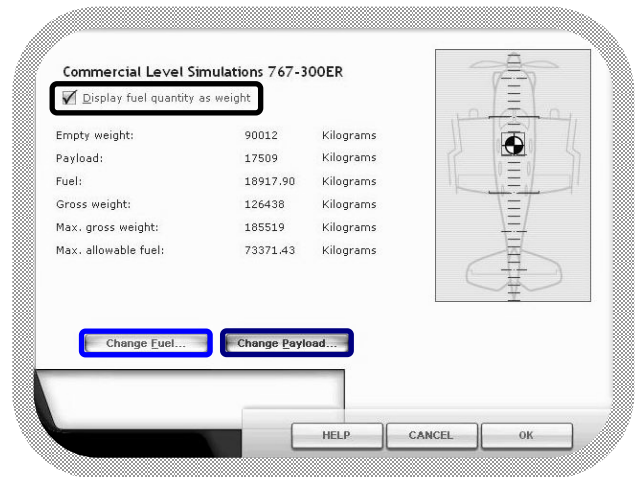 Commercial Level Simulations 767-300ER
Display fuel quantity as weight
Empty weight: 90012 Kilograms
Payload: 17509 Kilograms
Fuel: 18917.90 Kilograms
Gross weight: 126438 Kilograms
Max. gross weight: 185519 Kilograms
Max. allowable fuel: 73371.43 Kilograms
Change Fuel... Change Payload...
HELP CANCEL OK